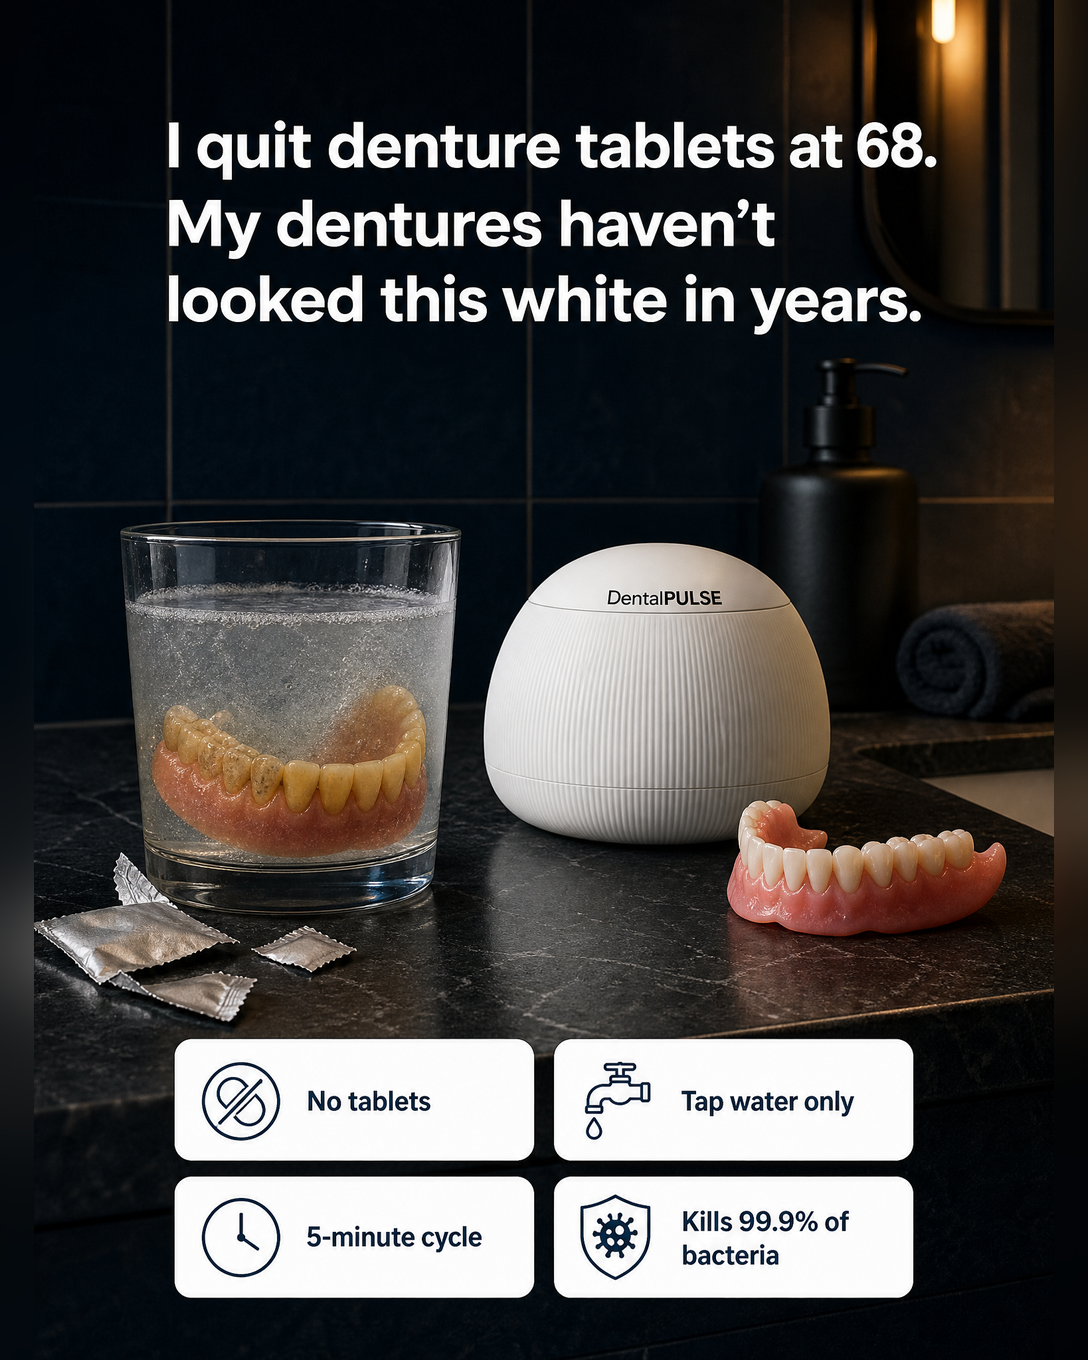 I quit denture tablets at 68.
My dentures haven't
looked this white in years.
DentalPULSE
No tablets
Tap water only
5-minute cycle
Kills 99.9% of
bacteria